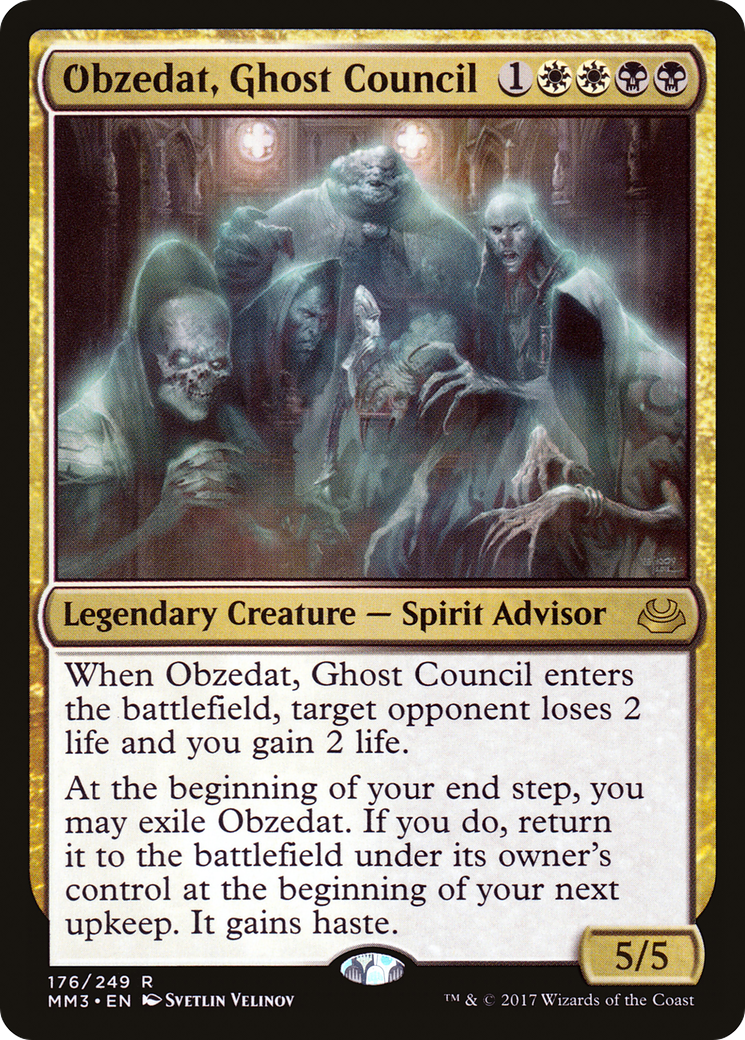 Obzedat, Ghost Council 1
Legendary Creature — Spirit Advisor
When Obzedat, Ghost Council enters
the battlefield, target opponent loses 2
life and you gain 2 life.
At the beginning of your end step, you
may exile Obzedat. If you do, return
it to the battlefield under its owner's
control at the beginning of your next
upkeep. It gains haste.
5/5
176/249 R
MM3 • EN Svetlin Velinov
™ & © 2017 Wizards of the Coast